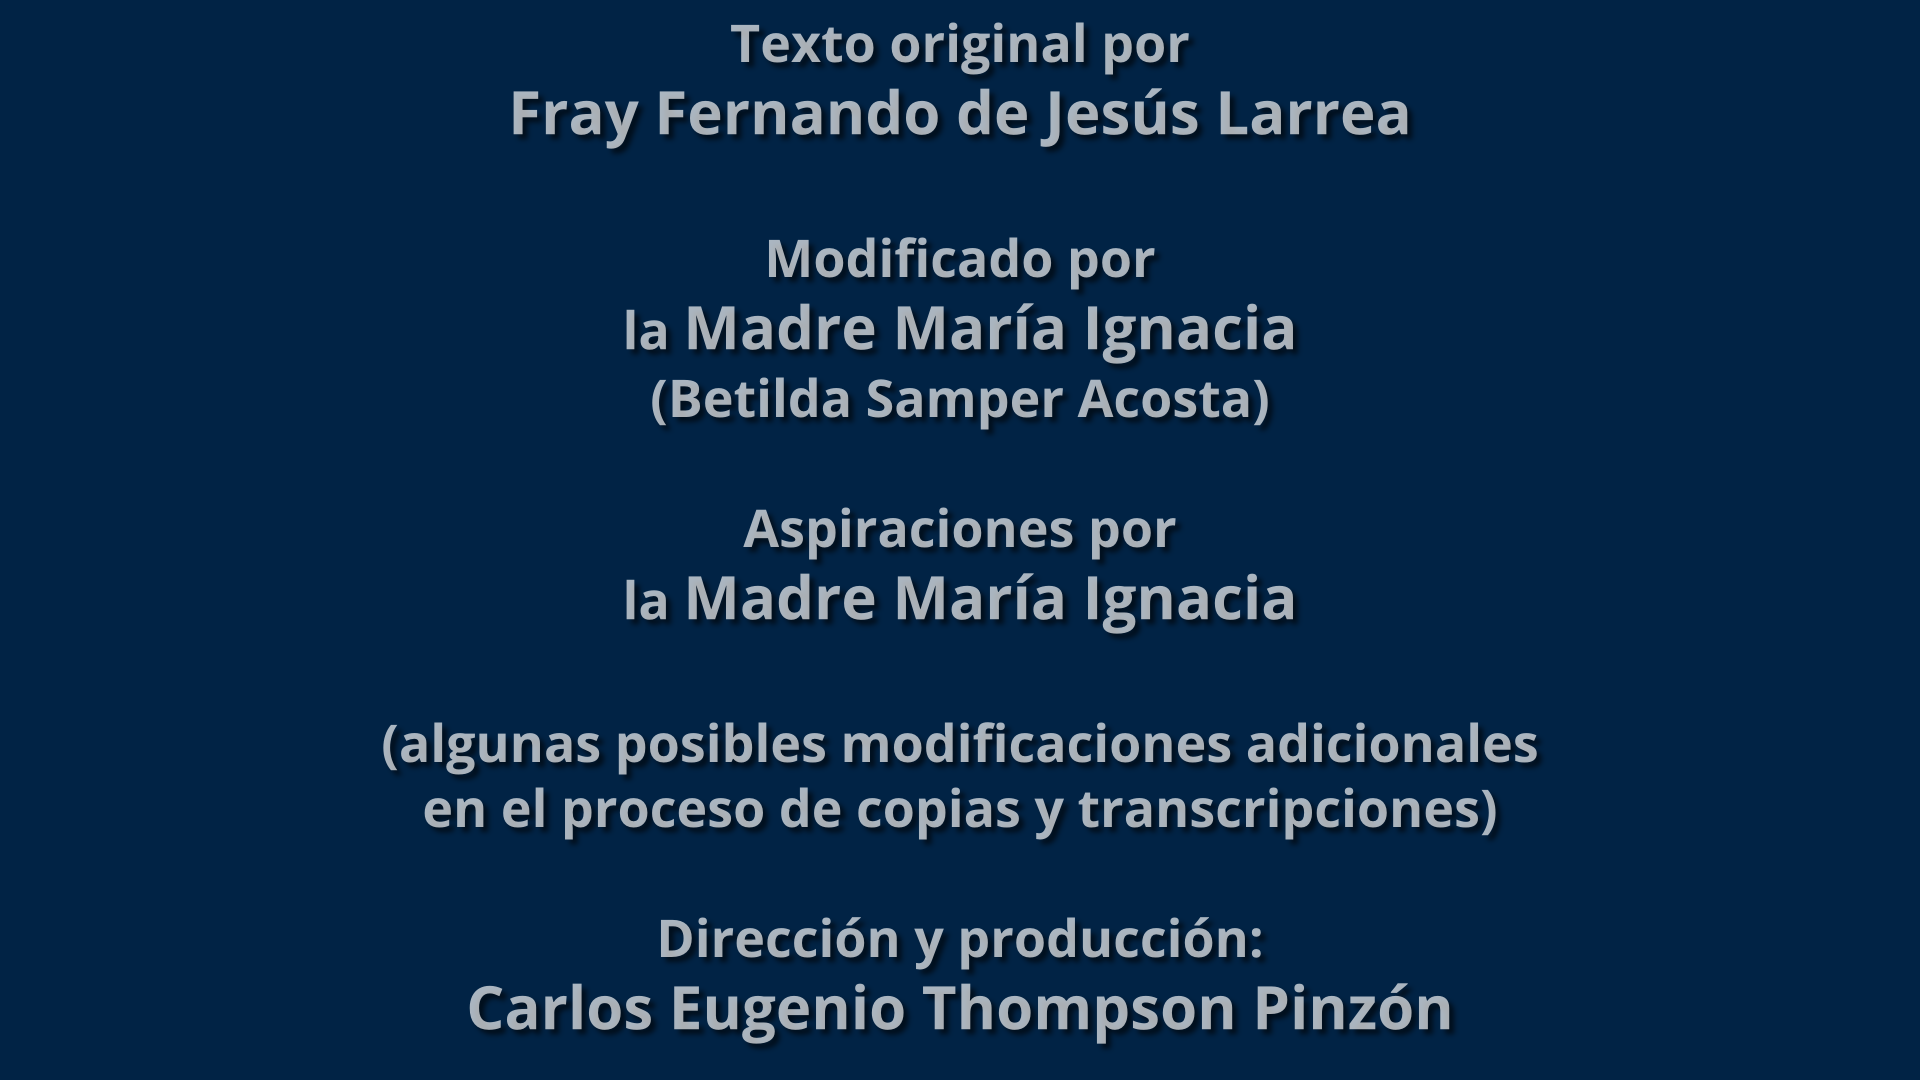 Texto original por
Fray Fernando de Jesús Larrea
Modificado por
la Madre María Ignacia
(Betilda Samper Acosta)
Aspiraciones por
la Madre María Ignacia
(algunas posibles modificaciones adicionales
en el proceso de copias y transcripciones)
Dirección y producción:
Carlos Eugenio Thompson Pinzón